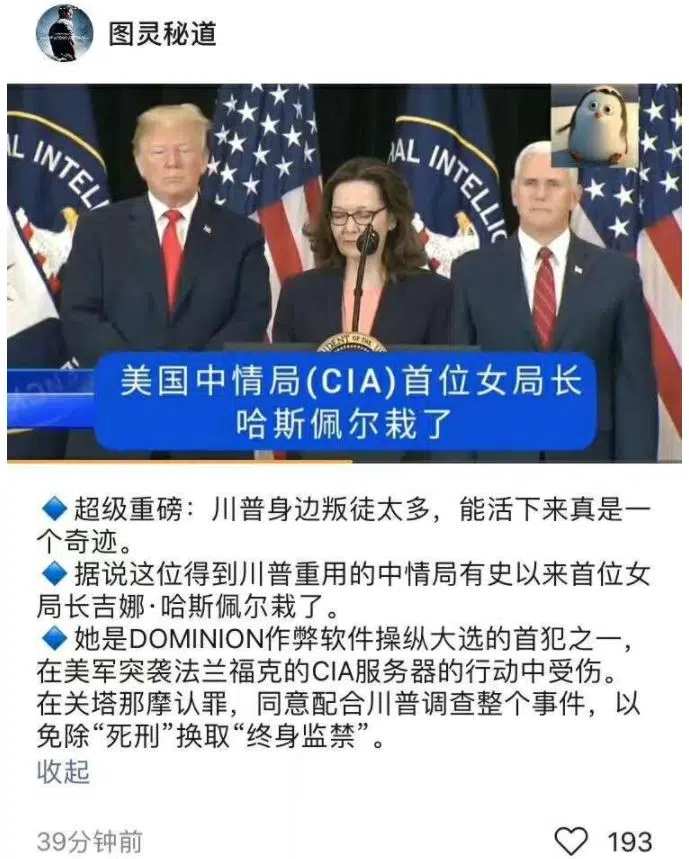 图灵秘道
AL INTELL
RAL INTELLIG
DENT OF THE
美国中情局(CIA)首位女局长
哈斯佩尔栽了
🔷超级重磅：川普身边叛徒太多，能活下来真是一
个奇迹。
🔷据说这位得到川普重用的中情局有史以来首位女
局长吉娜·哈斯佩尔栽了。
🔷她是DOMINION作弊软件操纵大选的首犯之一，
在美军突袭法兰福克的CIA服务器的行动中受伤。
在关塔那摩认罪，同意配合川普调查整个事件，以
免除“死刑”换取“终身监禁”。
收起
39分钟前
193